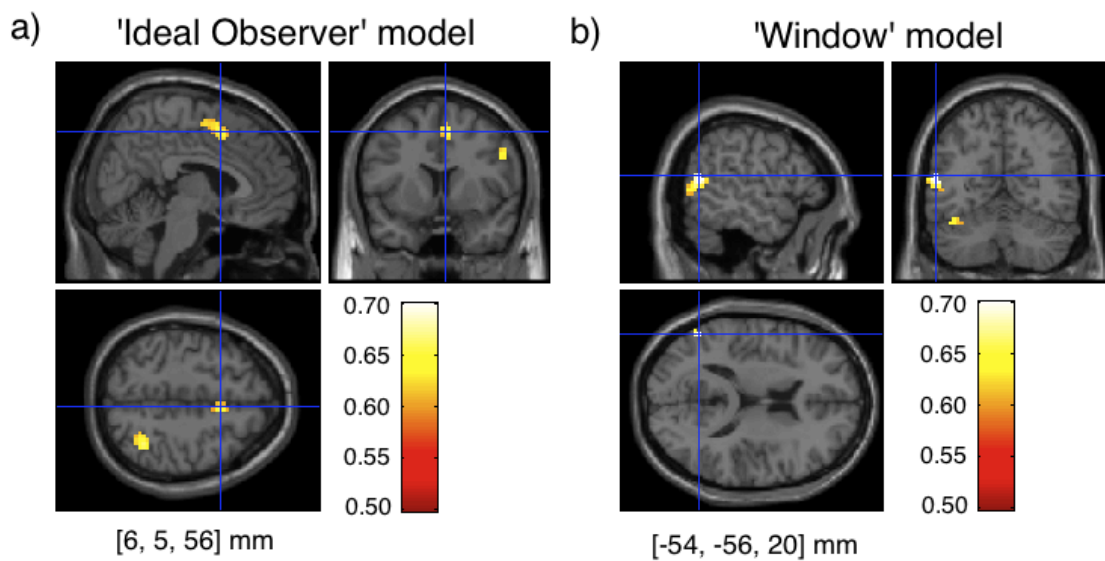 a)
'Ideal Observer' model
0.70
0.65
0.60
0.55
0.50
[6, 5, 56] mm
b)
'Window' model
0.70
0.65
0.60
0.55
0.50
[-54, -56, 20] mm